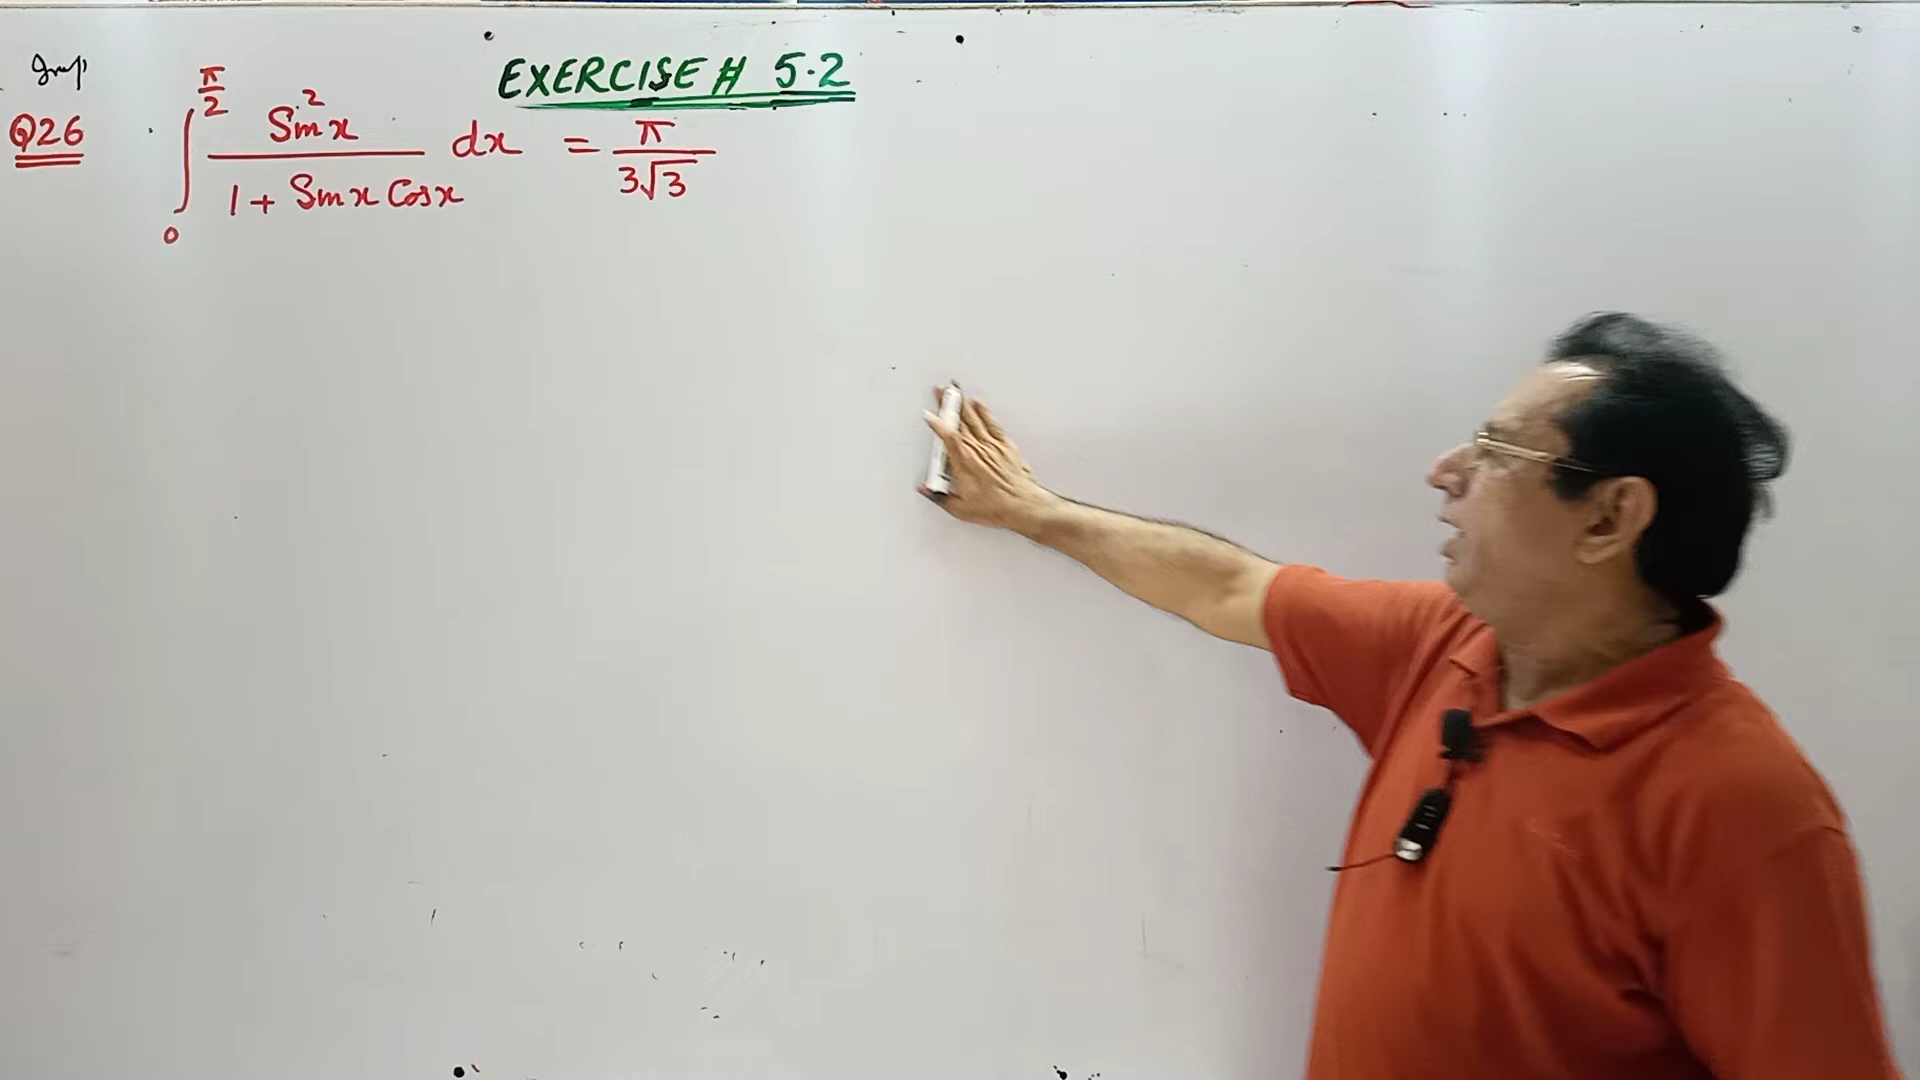 EXERCISE # 5.2
Imp
Q26 ∫₀^{π/2} Sin²x / (1 + Sinx Cosx) dx = π / (3√3)